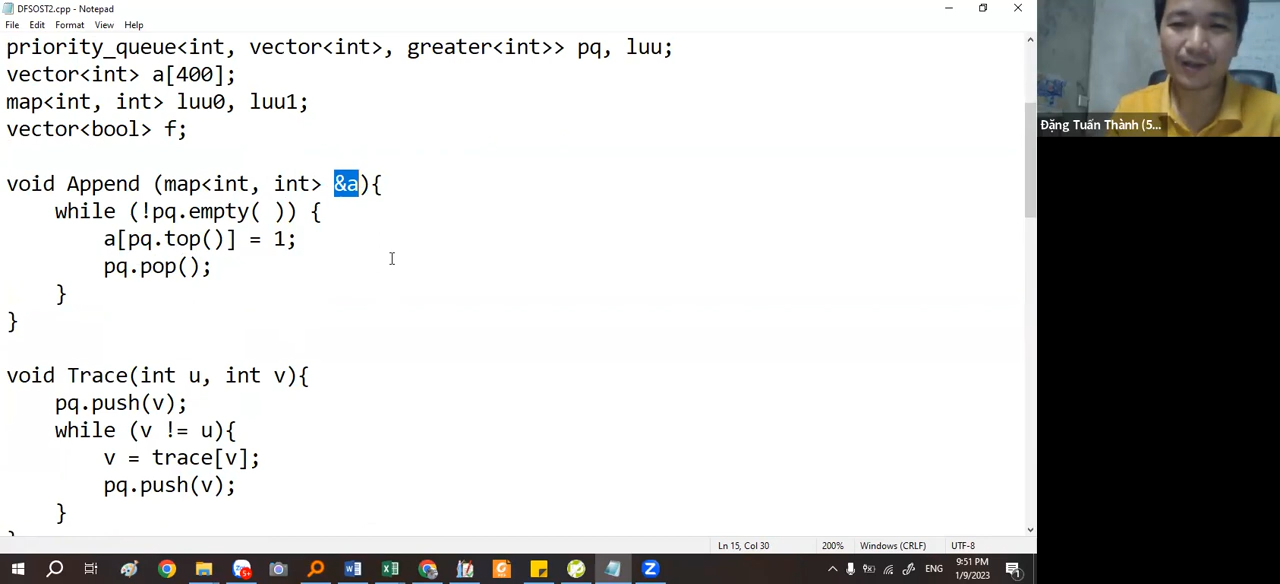 DFSOST2.cpp - Notepad
File Edit Format View Help
priority_queue<int, vector<int>, greater<int>> pq, luu;
vector<int> a[400];
map<int, int> luu0, luu1;
vector<bool> f;
void Append (map<int, int> &a){
while (!pq.empty( )) {
a[pq.top()] = 1;
pq.pop();
}
}
void Trace(int u, int v){
pq.push(v);
while (v != u){
v = trace[v];
pq.push(v);
}
Đặng Tuấn Thành (5...
Ln 15, Col 30 200% Windows (CRLF) UTF-8
ENG 9:51 PM
1/9/2023